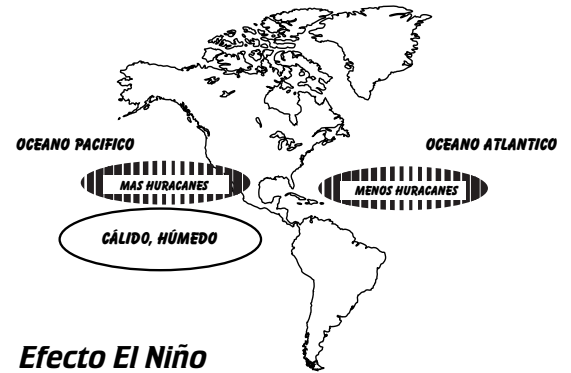 OCEANO PACIFICO
OCEANO ATLANTICO
MAS HURACANES
MENOS HURACANES
CÁLIDO, HÚMEDO
Efecto El Niño